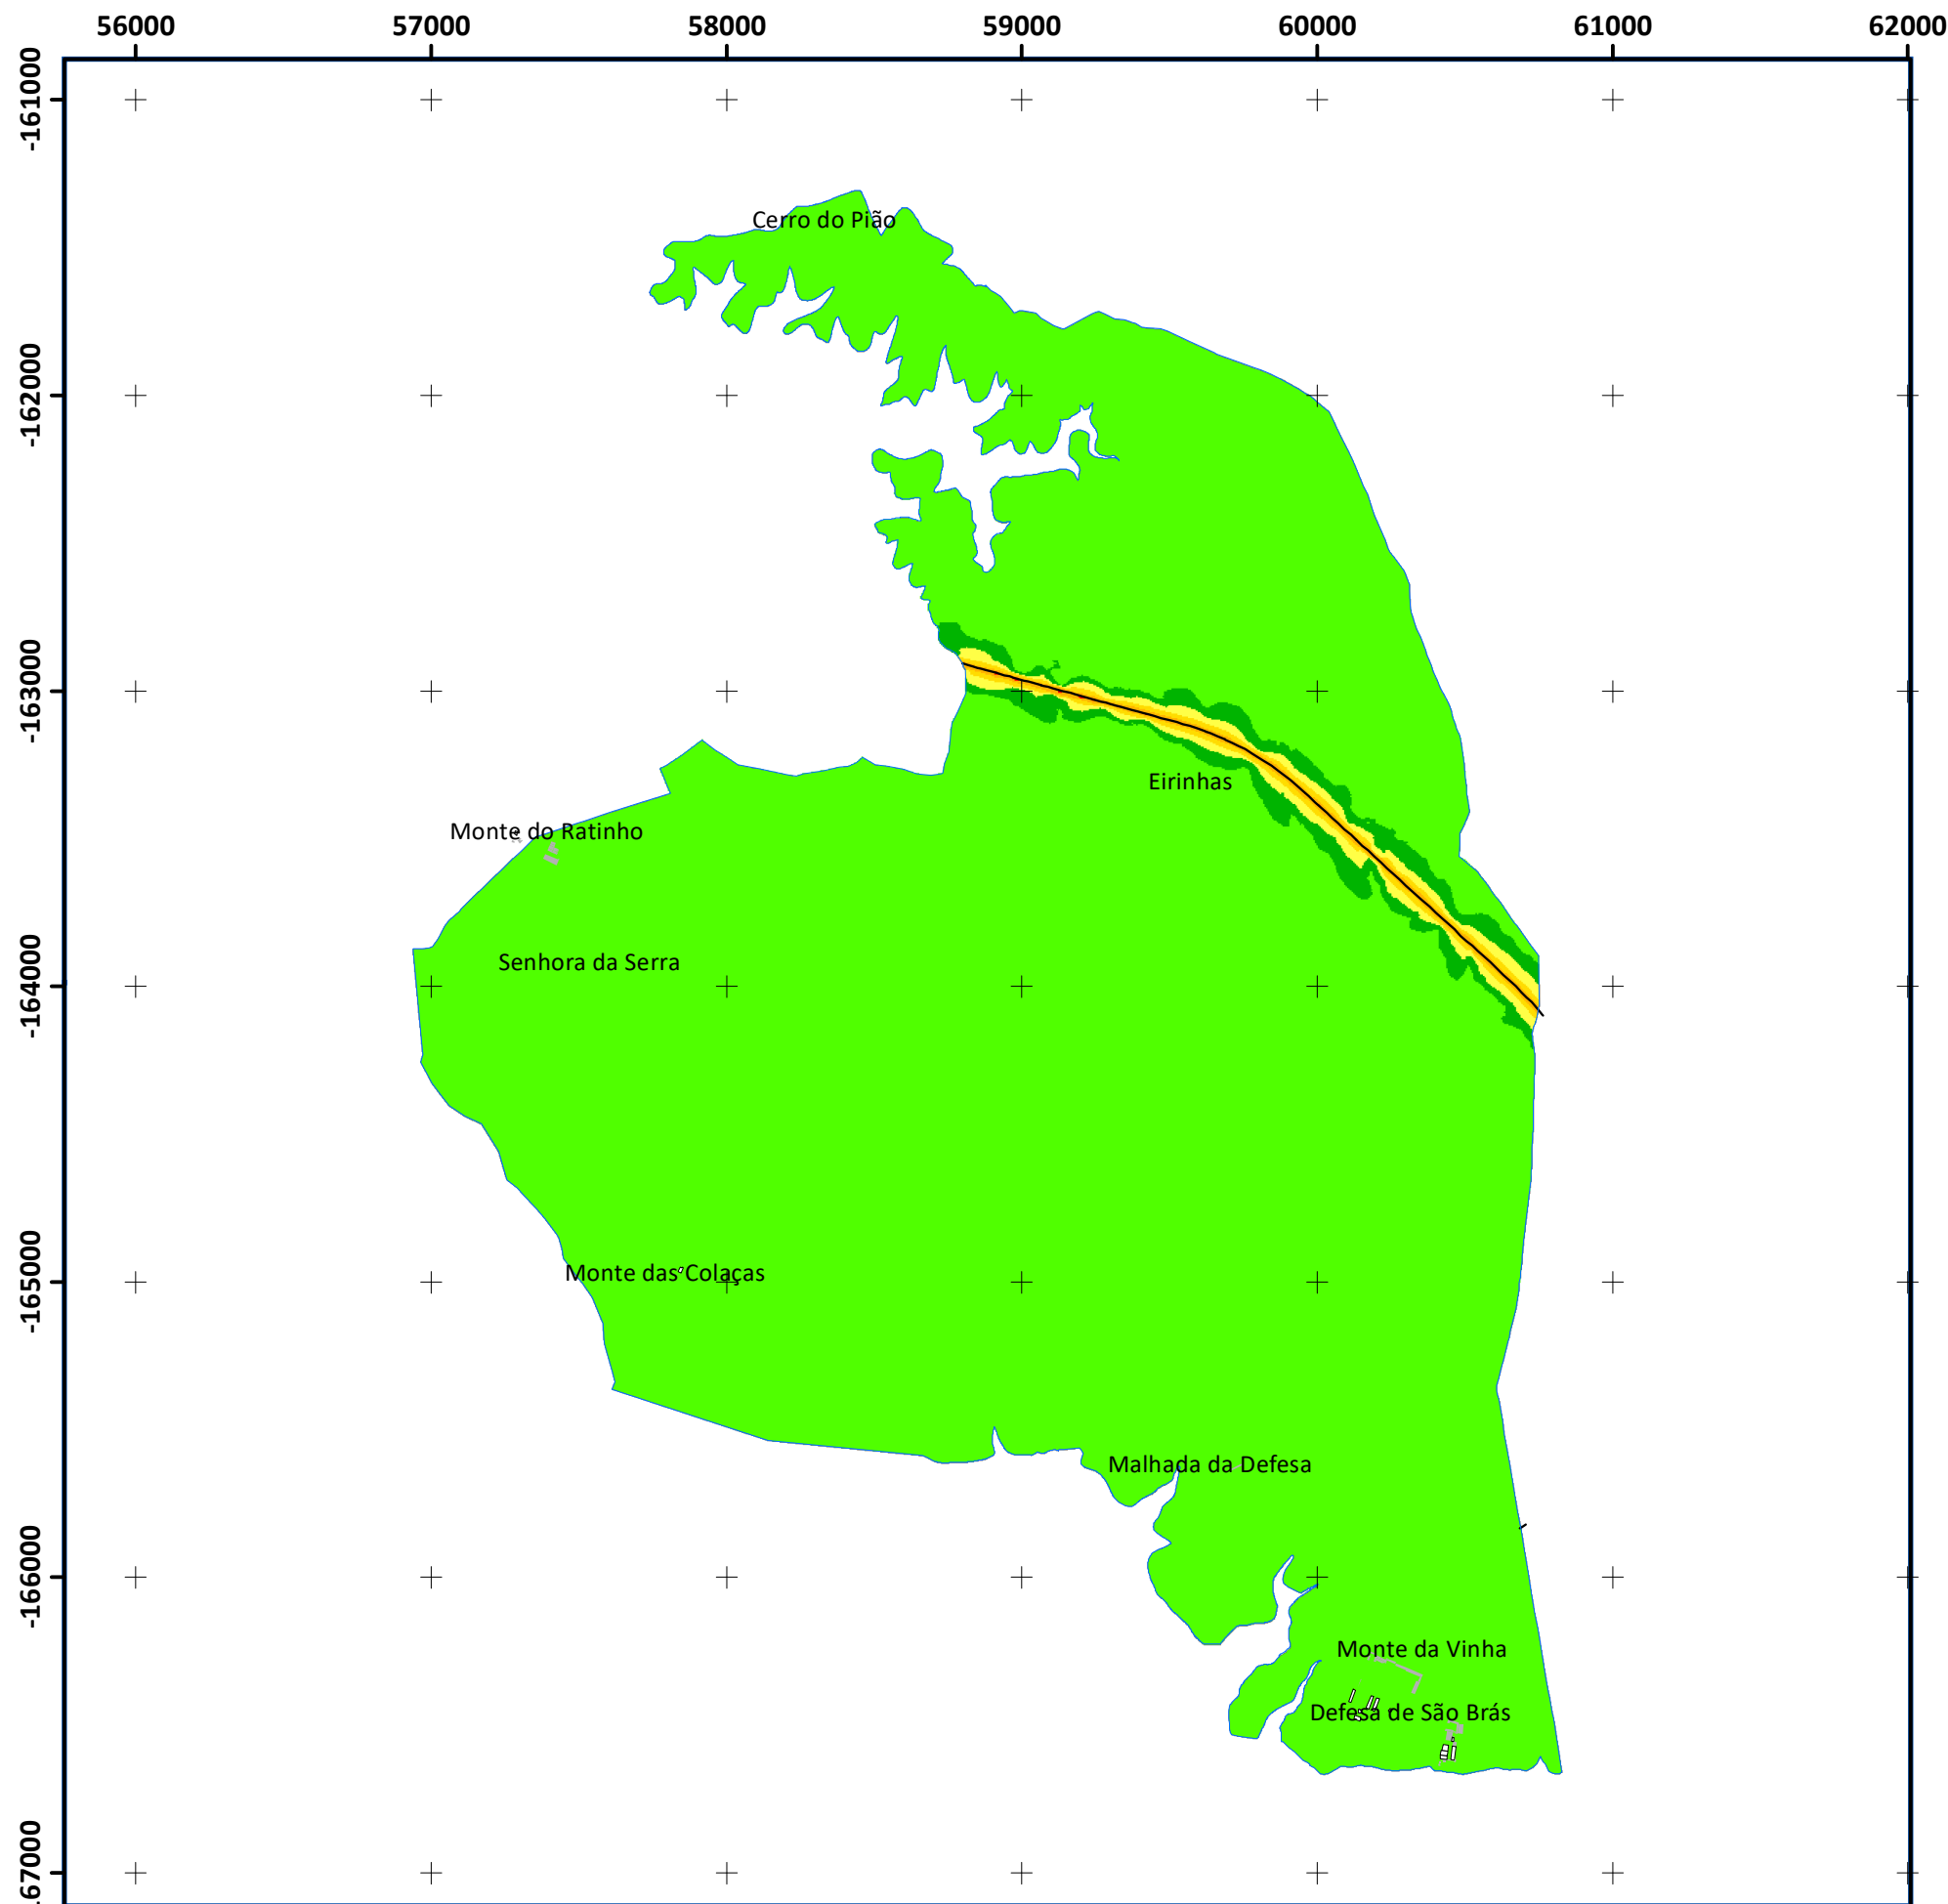 56000 57000 58000 59000 60000 61000 62000
-161000
Cerro do Pião
-162000
-163000
Eirinhas
Monte do Ratinho
Senhora da Serra
-164000
Monte das Colaças
-165000
Malhada da Defesa
-166000
Monte da Vinha
Defesa de São Brás
67000